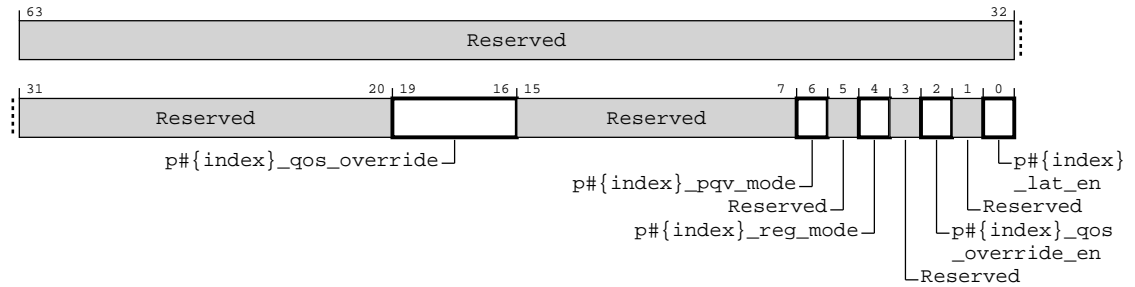 63 32
Reserved
31 20 19 16 15 7 6 5 4 3 2 1 0
Reserved Reserved
p#{index}_qos_override p#{index}
p#{index}_pqv_mode _lat_en
Reserved Reserved
p#{index}_reg_mode p#{index}_qos
_override_en
Reserved